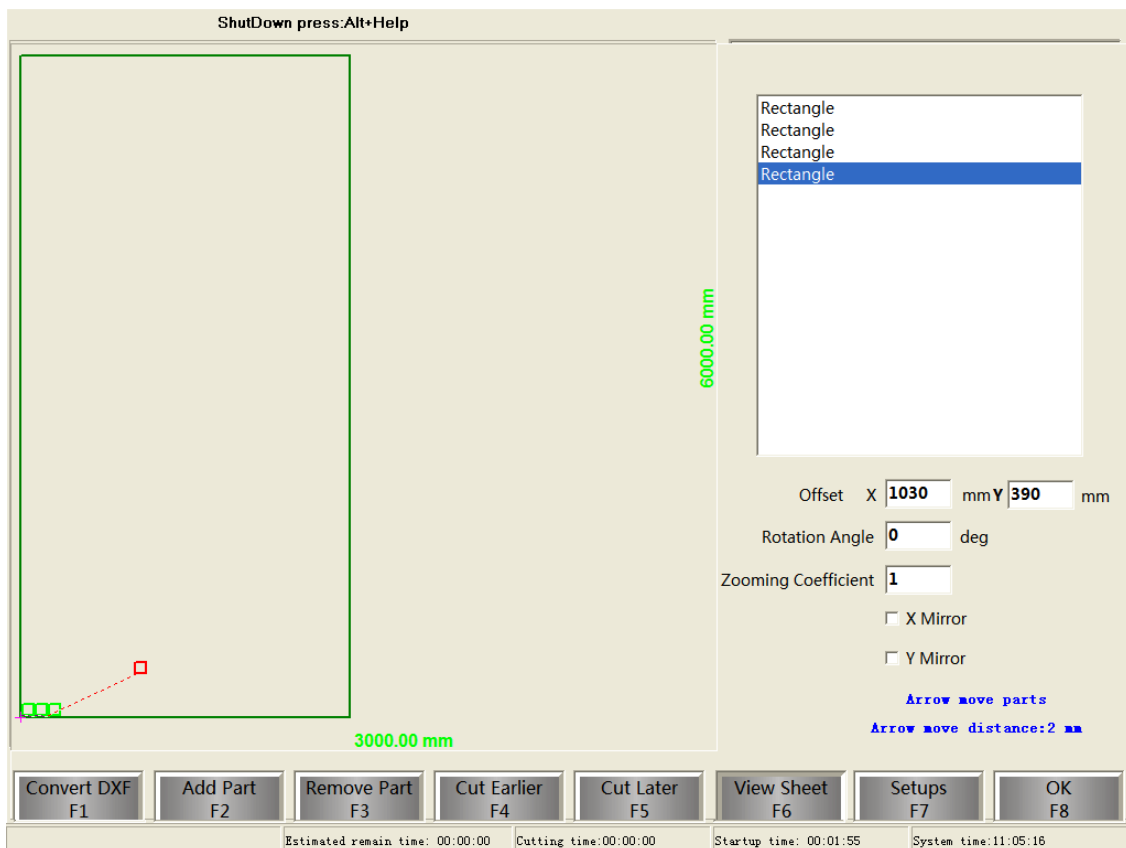 ShutDown press:Alt+Help
Rectangle
Rectangle
Rectangle
Rectangle
6000.00 mm
3000.00 mm
Offset X 1030 mm Y 390 mm
Rotation Angle 0 deg
Zooming Coefficient 1
X Mirror
Y Mirror
Arrow move parts
Arrow move distance:2 mm
Convert DXF Add Part Remove Part Cut Earlier Cut Later View Sheet Setups OK
F1 F2 F3 F4 F5 F6 F7 F8
Estimated remain time: 00:00:00 Cutting time:00:00:00 Startup time: 00:01:55 System time:11:05:16